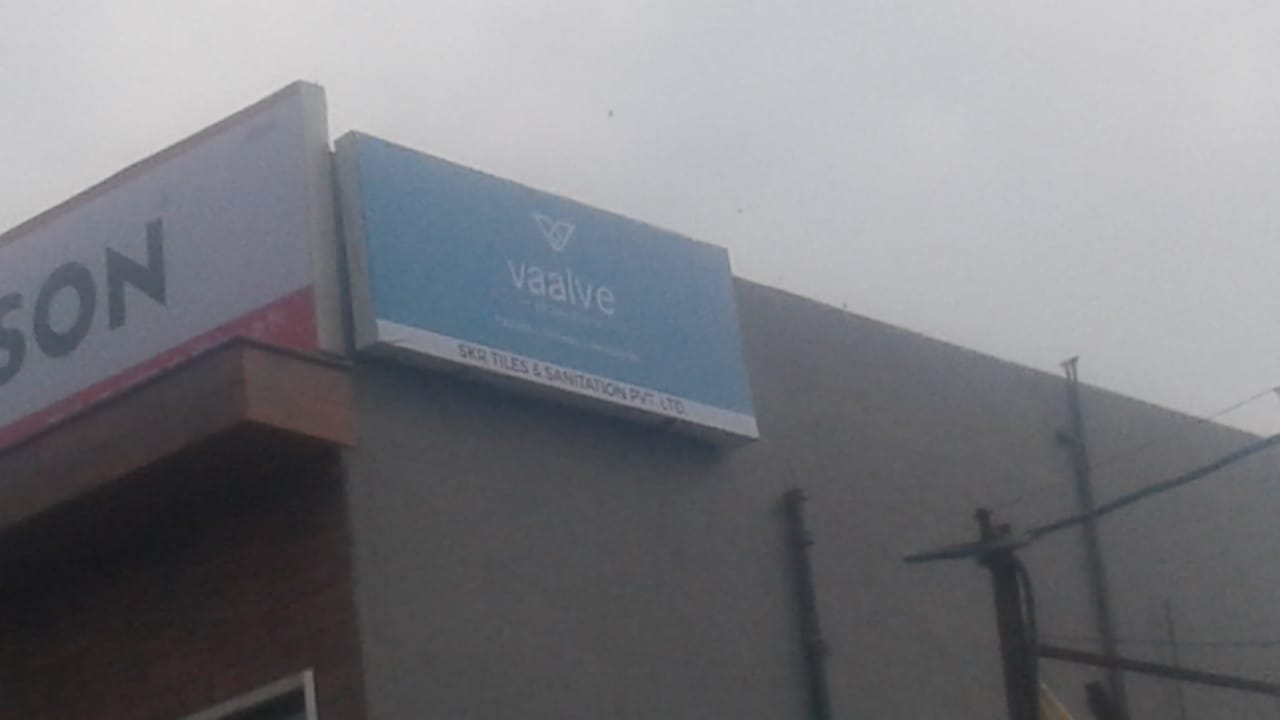 SON
vaalve
SKR TILES & SANITATION PVT. LTD.